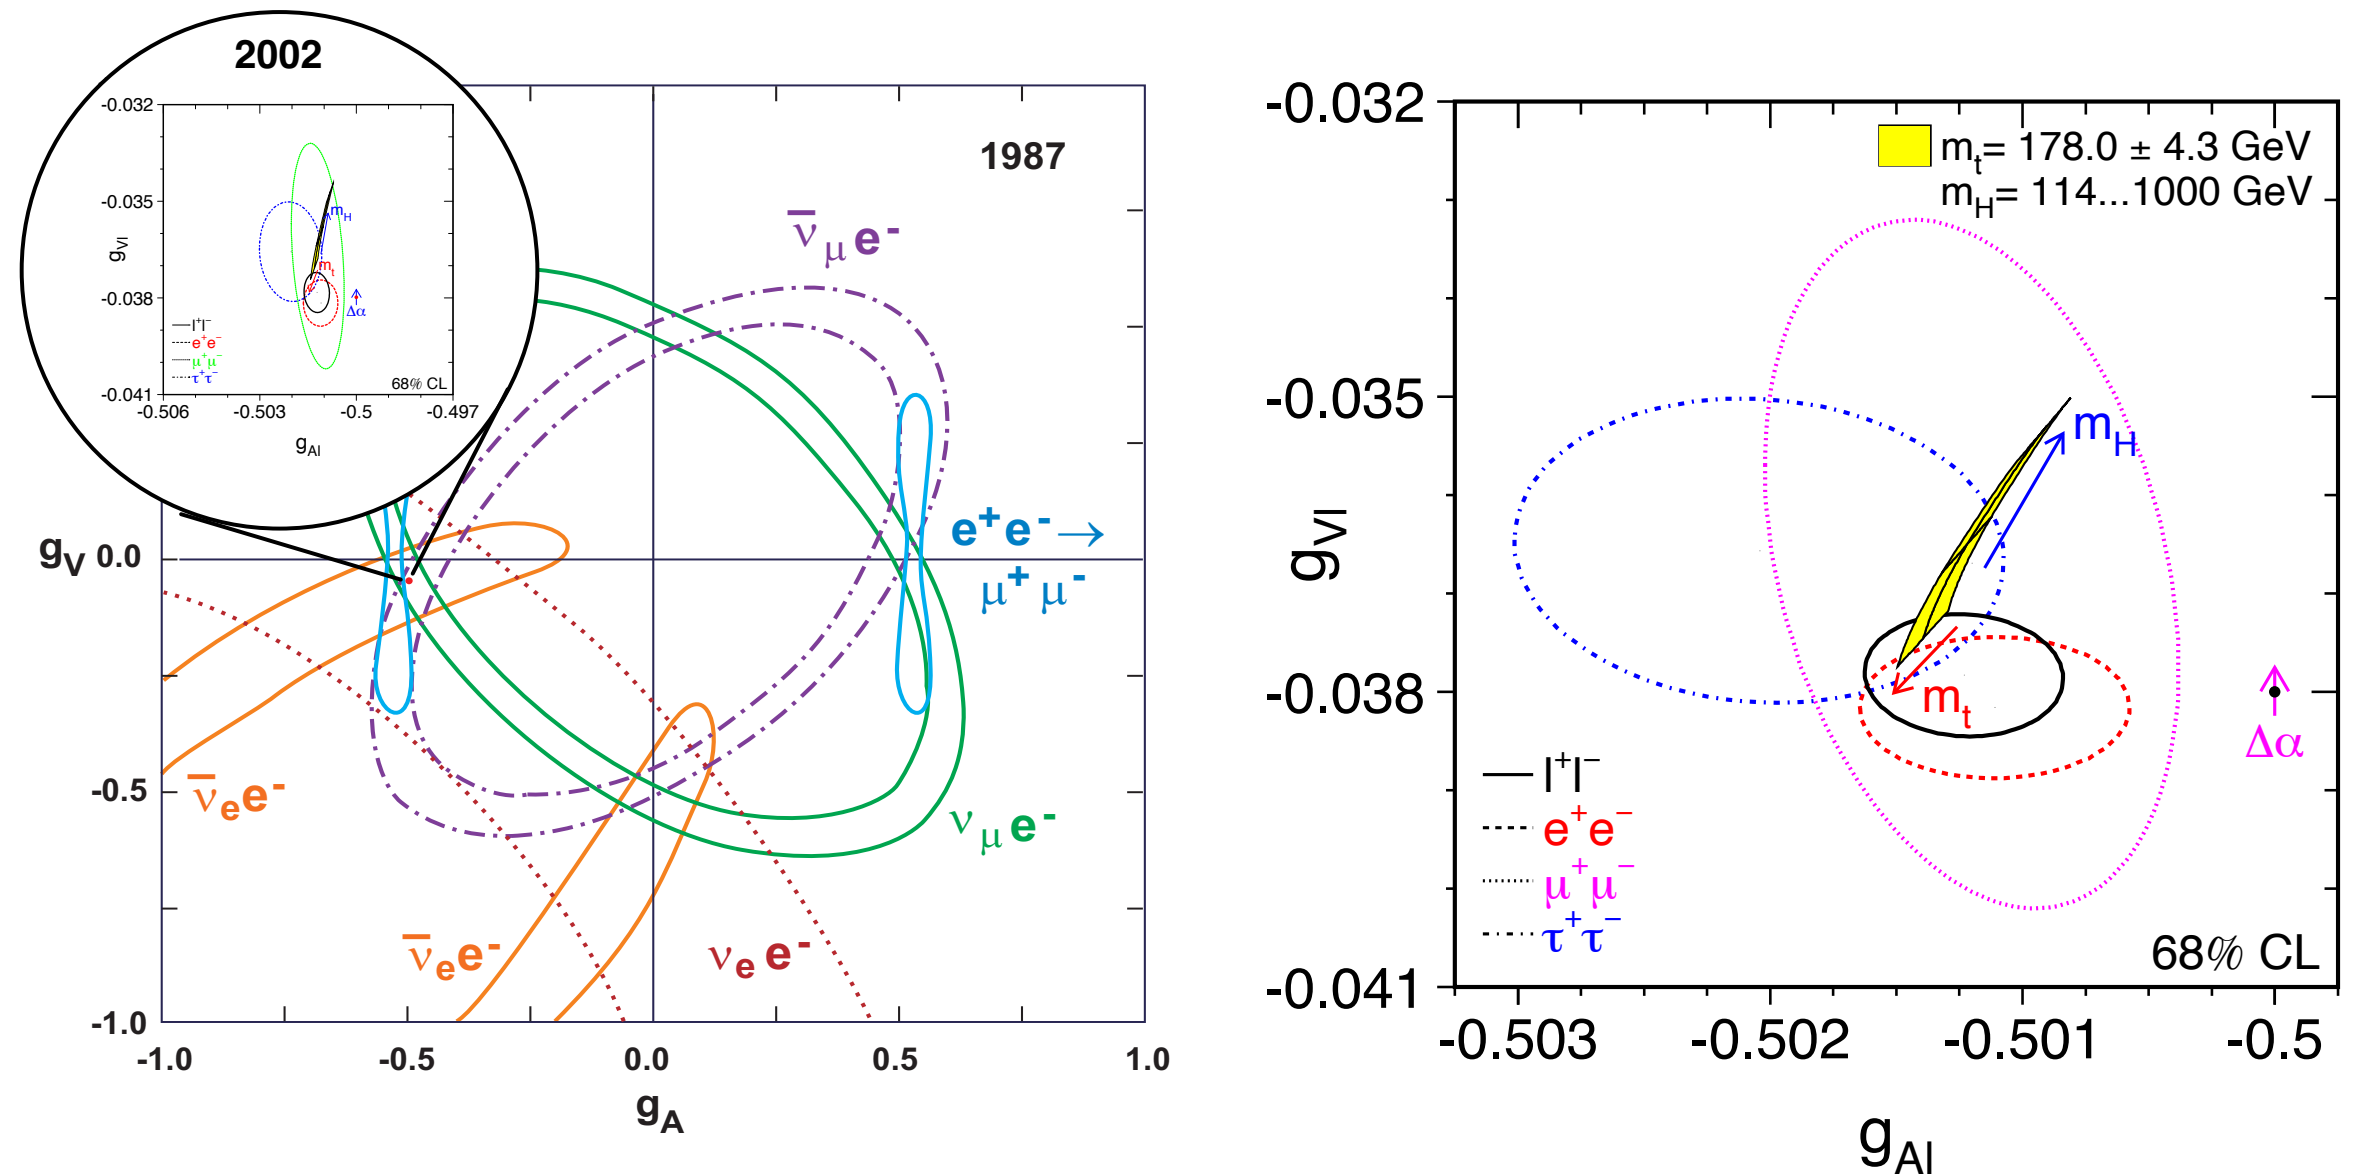 2002
-0.032
-0.035
-0.038
-0.041
g_Vl
m_H
m_t
Δα
l⁺l⁻
e⁺e⁻
μ⁺μ⁻
τ⁺τ⁻
68% CL
-0.506
-0.503
-0.5
-0.497
g_Al
1987
ν̅_μ e⁻
e⁺e⁻→
μ⁺μ⁻
g_V 0.0
ν̅_e e⁻
-0.5
ν_μ e⁻
ν̅_e e⁻
ν_e e⁻
-1.0
-1.0
-0.5
0.0
0.5
1.0
g_A
-0.032
-0.035
-0.038
-0.041
g_Vl
m_t= 178.0 ± 4.3 GeV
m_H= 114...1000 GeV
m_H
m_t
Δα
l⁺l⁻
e⁺e⁻
μ⁺μ⁻
τ⁺τ⁻
68% CL
-0.503
-0.502
-0.501
-0.5
g_Al